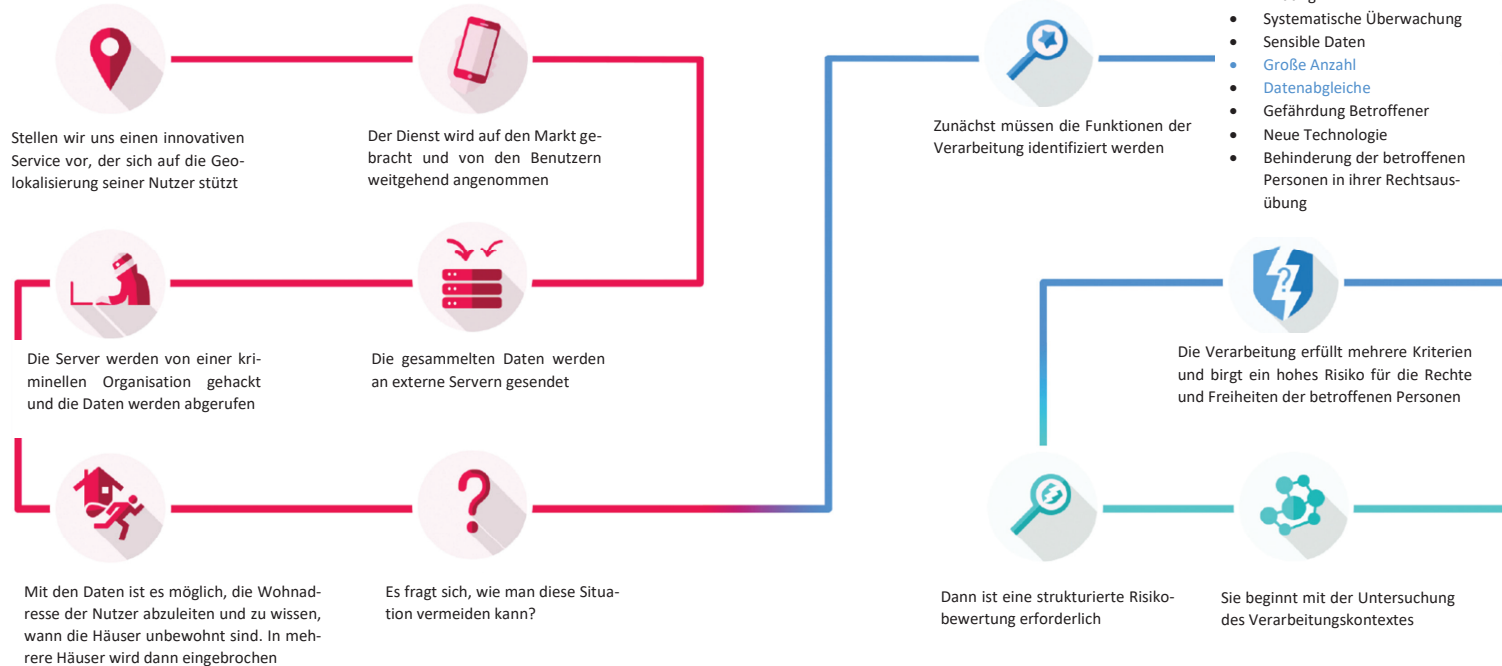 Stellen wir uns einen innovativen
Service vor, der sich auf die Geo-
lokalisierung seiner Nutzer stützt
Der Dienst wird auf den Markt ge-
bracht und von den Benutzern
weitgehend angenommen
Die gesammelten Daten werden
an externe Servern gesendet
Die Server werden von einer kri-
minellen Organisation gehackt
und die Daten werden abgerufen
Mit den Daten ist es möglich, die Wohnad-
resse der Nutzer abzuleiten und zu wissen,
wann die Häuser unbewohnt sind. In meh-
rere Häuser wird dann eingebrochen
?
Es fragt sich, wie man diese Situa-
tion vermeiden kann?
Zunächst müssen die Funktionen der
Verarbeitung identifiziert werden
• Systematische Überwachung
• Sensible Daten
• Große Anzahl
• Datenabgleiche
• Gefährdung Betroffener
• Neue Technologie
• Behinderung der betroffenen
Personen in ihrer Rechtsaus-
übung
?
Die Verarbeitung erfüllt mehrere Kriterien
und birgt ein hohes Risiko für die Rechte
und Freiheiten der betroffenen Personen
Dann ist eine strukturierte Risiko-
bewertung erforderlich
Sie beginnt mit der Untersuchung
des Verarbeitungskontextes